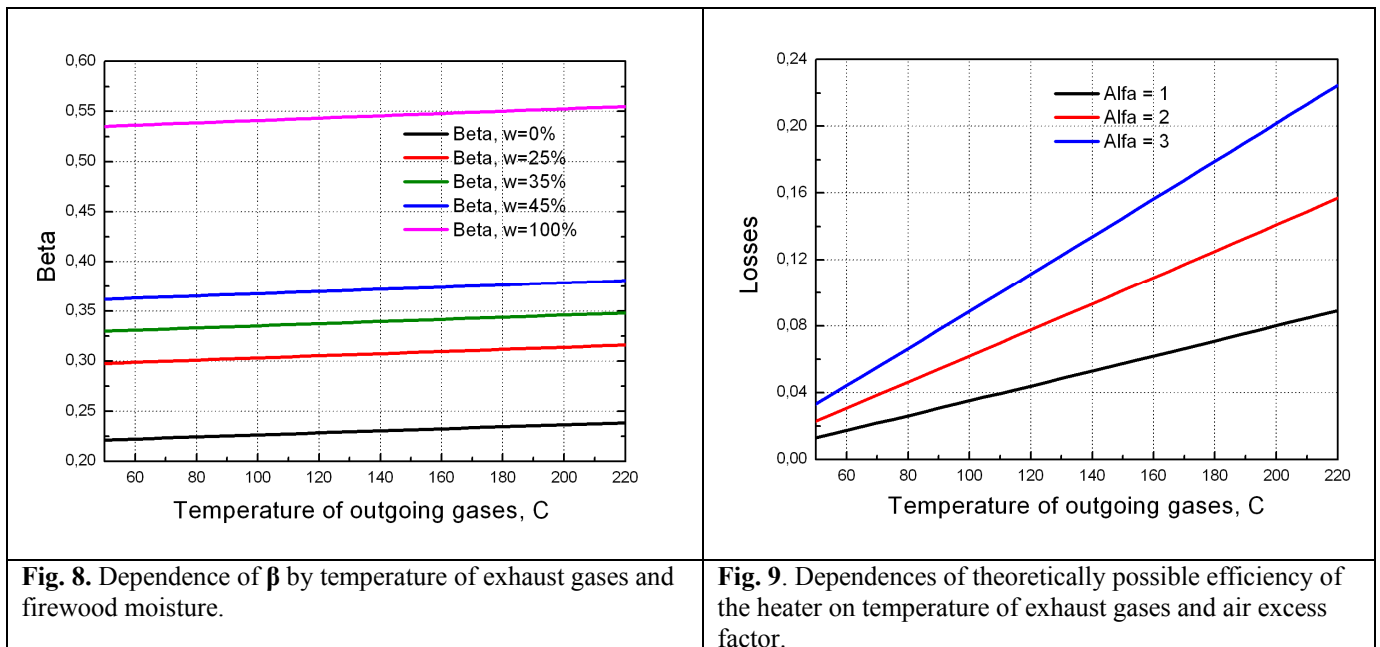 0,60
0,55
0,50
0,45
0,40
0,35
0,30
0,25
0,20
Beta
Beta, w=0%
Beta, w=25%
Beta, w=35%
Beta, w=45%
Beta, w=100%
60 80 100 120 140 160 180 200 220
Temperature of outgoing gases, C
0,24
0,20
0,16
0,12
0,08
0,04
0,00
Losses
Alfa = 1
Alfa = 2
Alfa = 3
60 80 100 120 140 160 180 200 220
Temperature of outgoing gases, C
Fig. 8. Dependence of β by temperature of exhaust gases and
firewood moisture.
Fig. 9. Dependences of theoretically possible efficiency of
the heater on temperature of exhaust gases and air excess
factor.